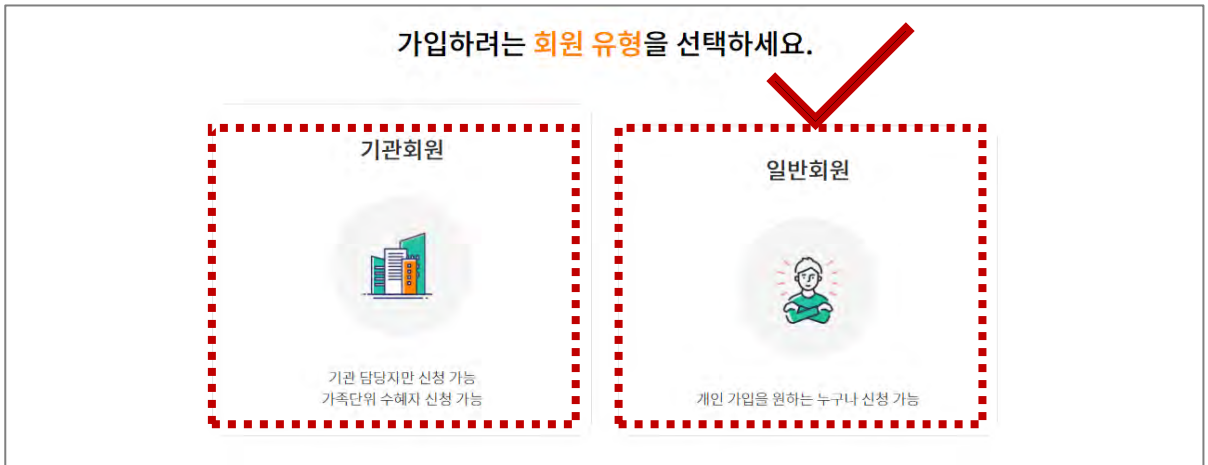 가입하려는 회원 유형을 선택하세요.
기관회원
일반회원
기관 담당지만 신청 가능
가족단위 수혜자 신청 가능
개인 가입을 원하는 누구나 신청 가능